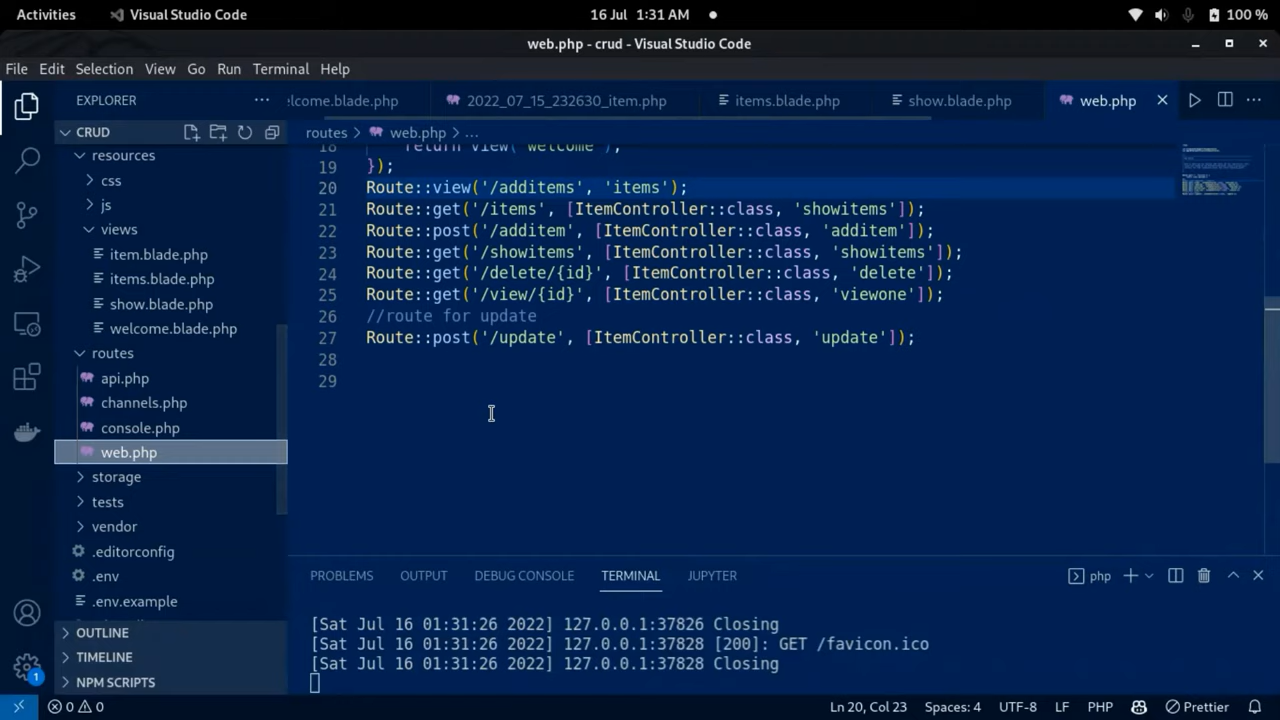 Activities
Visual Studio Code
16 Jul 1:31 AM
100 %
web.php - crud - Visual Studio Code
File Edit Selection View Go Run Terminal Help
EXPLORER
elcome.blade.php
2022_07_15_232630_item.php
items.blade.php
show.blade.php
web.php
CRUD
routes > web.php > ...
resources
css
js
views
item.blade.php
items.blade.php
show.blade.php
welcome.blade.php
routes
api.php
channels.php
console.php
web.php
storage
tests
vendor
.editorconfig
.env
.env.example
OUTLINE
TIMELINE
NPM SCRIPTS
18 return view('welcome');
19 });
20 Route::view('/additems', 'items');
21 Route::get('/items', [ItemController::class, 'showitems']);
22 Route::post('/additem', [ItemController::class, 'additem']);
23 Route::get('/showitems', [ItemController::class, 'showitems']);
24 Route::get('/delete/{id}', [ItemController::class, 'delete']);
25 Route::get('/view/{id}', [ItemController::class, 'viewone']);
26 //route for update
27 Route::post('/update', [ItemController::class, 'update']);
28
29
PROBLEMS OUTPUT DEBUG CONSOLE TERMINAL JUPYTER
php
[Sat Jul 16 01:31:26 2022] 127.0.0.1:37826 Closing
[Sat Jul 16 01:31:26 2022] 127.0.0.1:37828 [200]: GET /favicon.ico
[Sat Jul 16 01:31:26 2022] 127.0.0.1:37828 Closing
1
0 0
Ln 20, Col 23
Spaces: 4
UTF-8
LF
PHP
Prettier